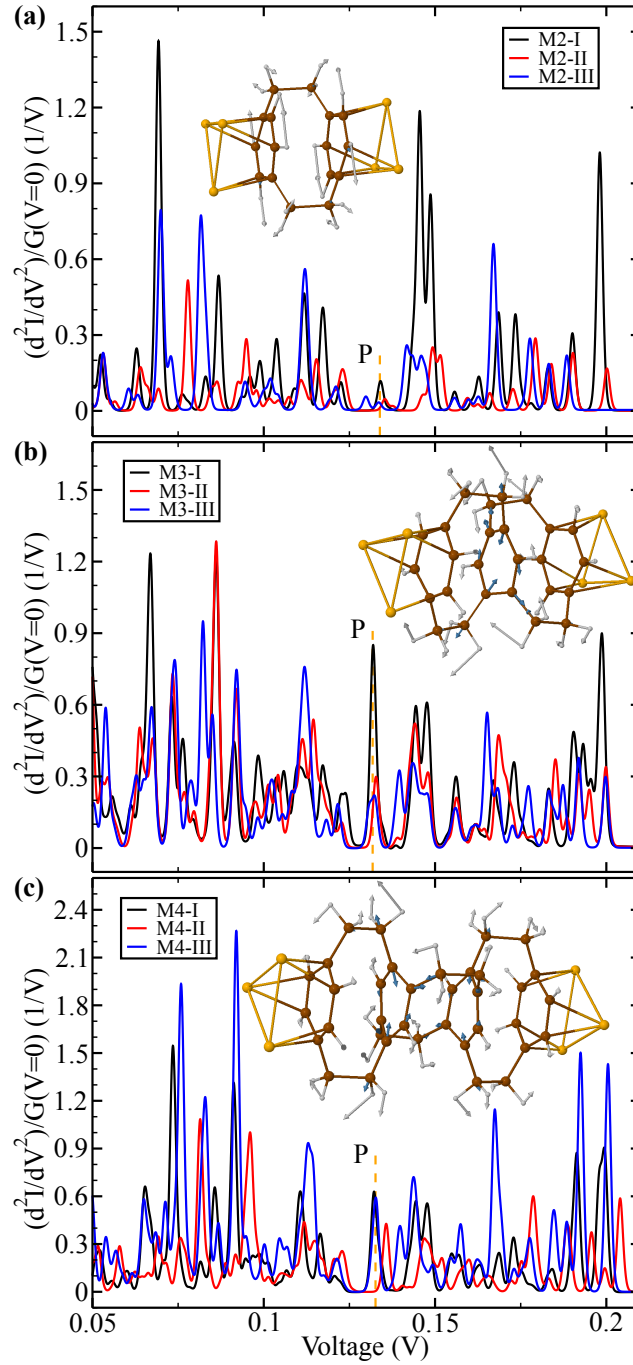 (a)
(d²I/dV²)/G(V=0) (1/V)
1.5
1.2
0.9
0.6
0.3
0
M2-I
M2-II
M2-III
P
(b)
(d²I/dV²)/G(V=0) (1/V)
1.5
1.2
0.9
0.6
0.3
0
M3-I
M3-II
M3-III
P
(c)
(d²I/dV²)/G(V=0) (1/V)
2.4
2.1
1.8
1.5
1.2
0.9
0.6
0.3
0
M4-I
M4-II
M4-III
P
0.05 0.1 0.15 0.2
Voltage (V)